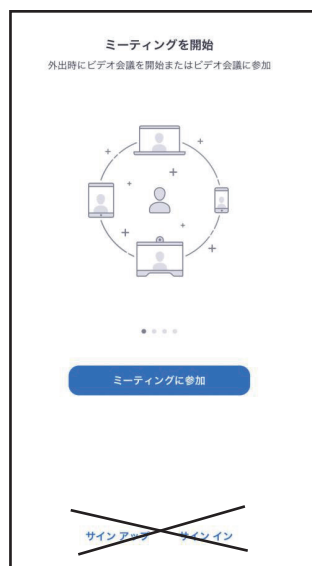 ミーティングを開始
外出時にビデオ会議を開始またはビデオ会議に参加
ミーティングに参加
サイン アップ サイン イン